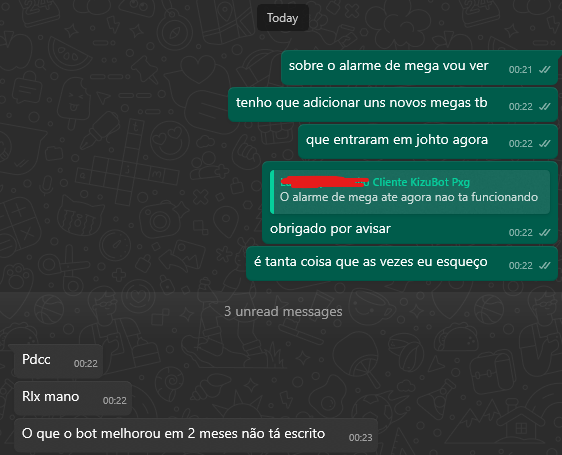 Today
sobre o alarme de mega vou ver
00:21
tenho que adicionar uns novos megas tb
00:22
que entraram em johto agora
00:22
Cliente KizuBot Pxg
O alarme de mega ate agora nao ta funcionando
obrigado por avisar
00:22
é tanta coisa que as vezes eu esqueço
00:22
3 unread messages
Pdcc
00:22
Rlx mano
00:22
O que o bot melhorou em 2 meses não tá escrito
00:23